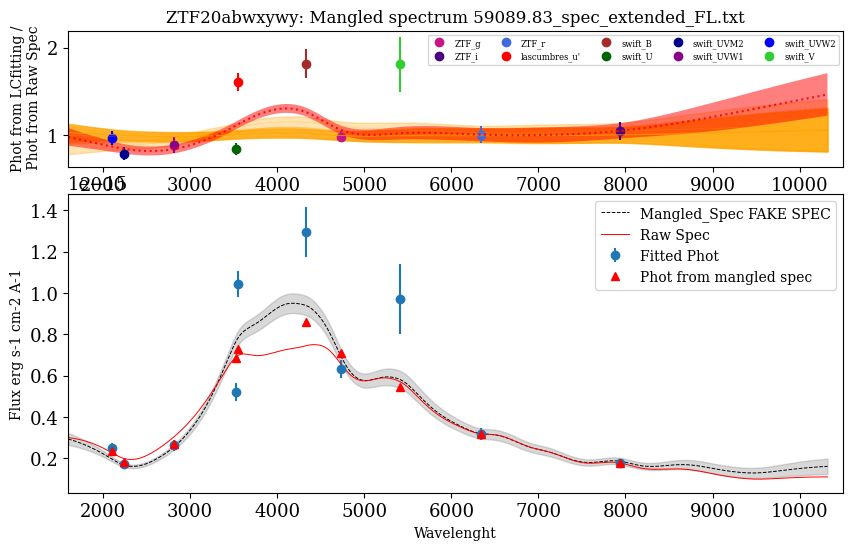 ZTF20abwxywy: Mangled spectrum 59089.83_spec_extended_FL.txt
Phot from LCfitting /
Phot from Raw Spec
2
1
ZTF_g ZTF_r swift_B swift_UVM2 swift_UVW2
ZTF_i lascumbres_u' swift_U swift_UVW1 swift_V
1e−15
2000 3000 4000 5000 6000 7000 8000 9000 10000
Flux erg s-1 cm-2 A-1
1.4
1.2
1.0
0.8
0.6
0.4
0.2
Mangled_Spec FAKE SPEC
Raw Spec
Fitted Phot
Phot from mangled spec
2000 3000 4000 5000 6000 7000 8000 9000 10000
Wavelenght